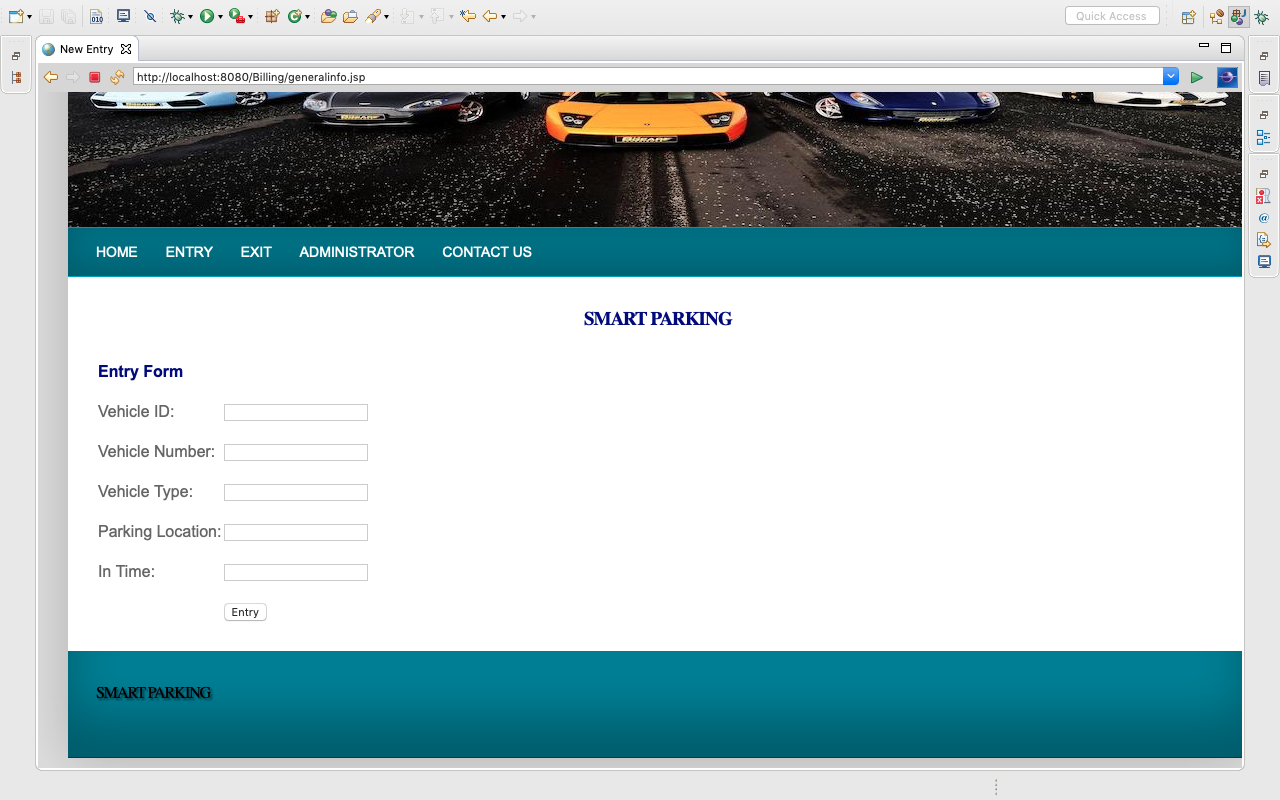 Quick Access
New Entry
http://localhost:8080/Billing/generalinfo.jsp
HOME ENTRY EXIT ADMINISTRATOR CONTACT US
SMART PARKING
Entry Form
Vehicle ID:
Vehicle Number:
Vehicle Type:
Parking Location:
In Time:
Entry
SMART PARKING